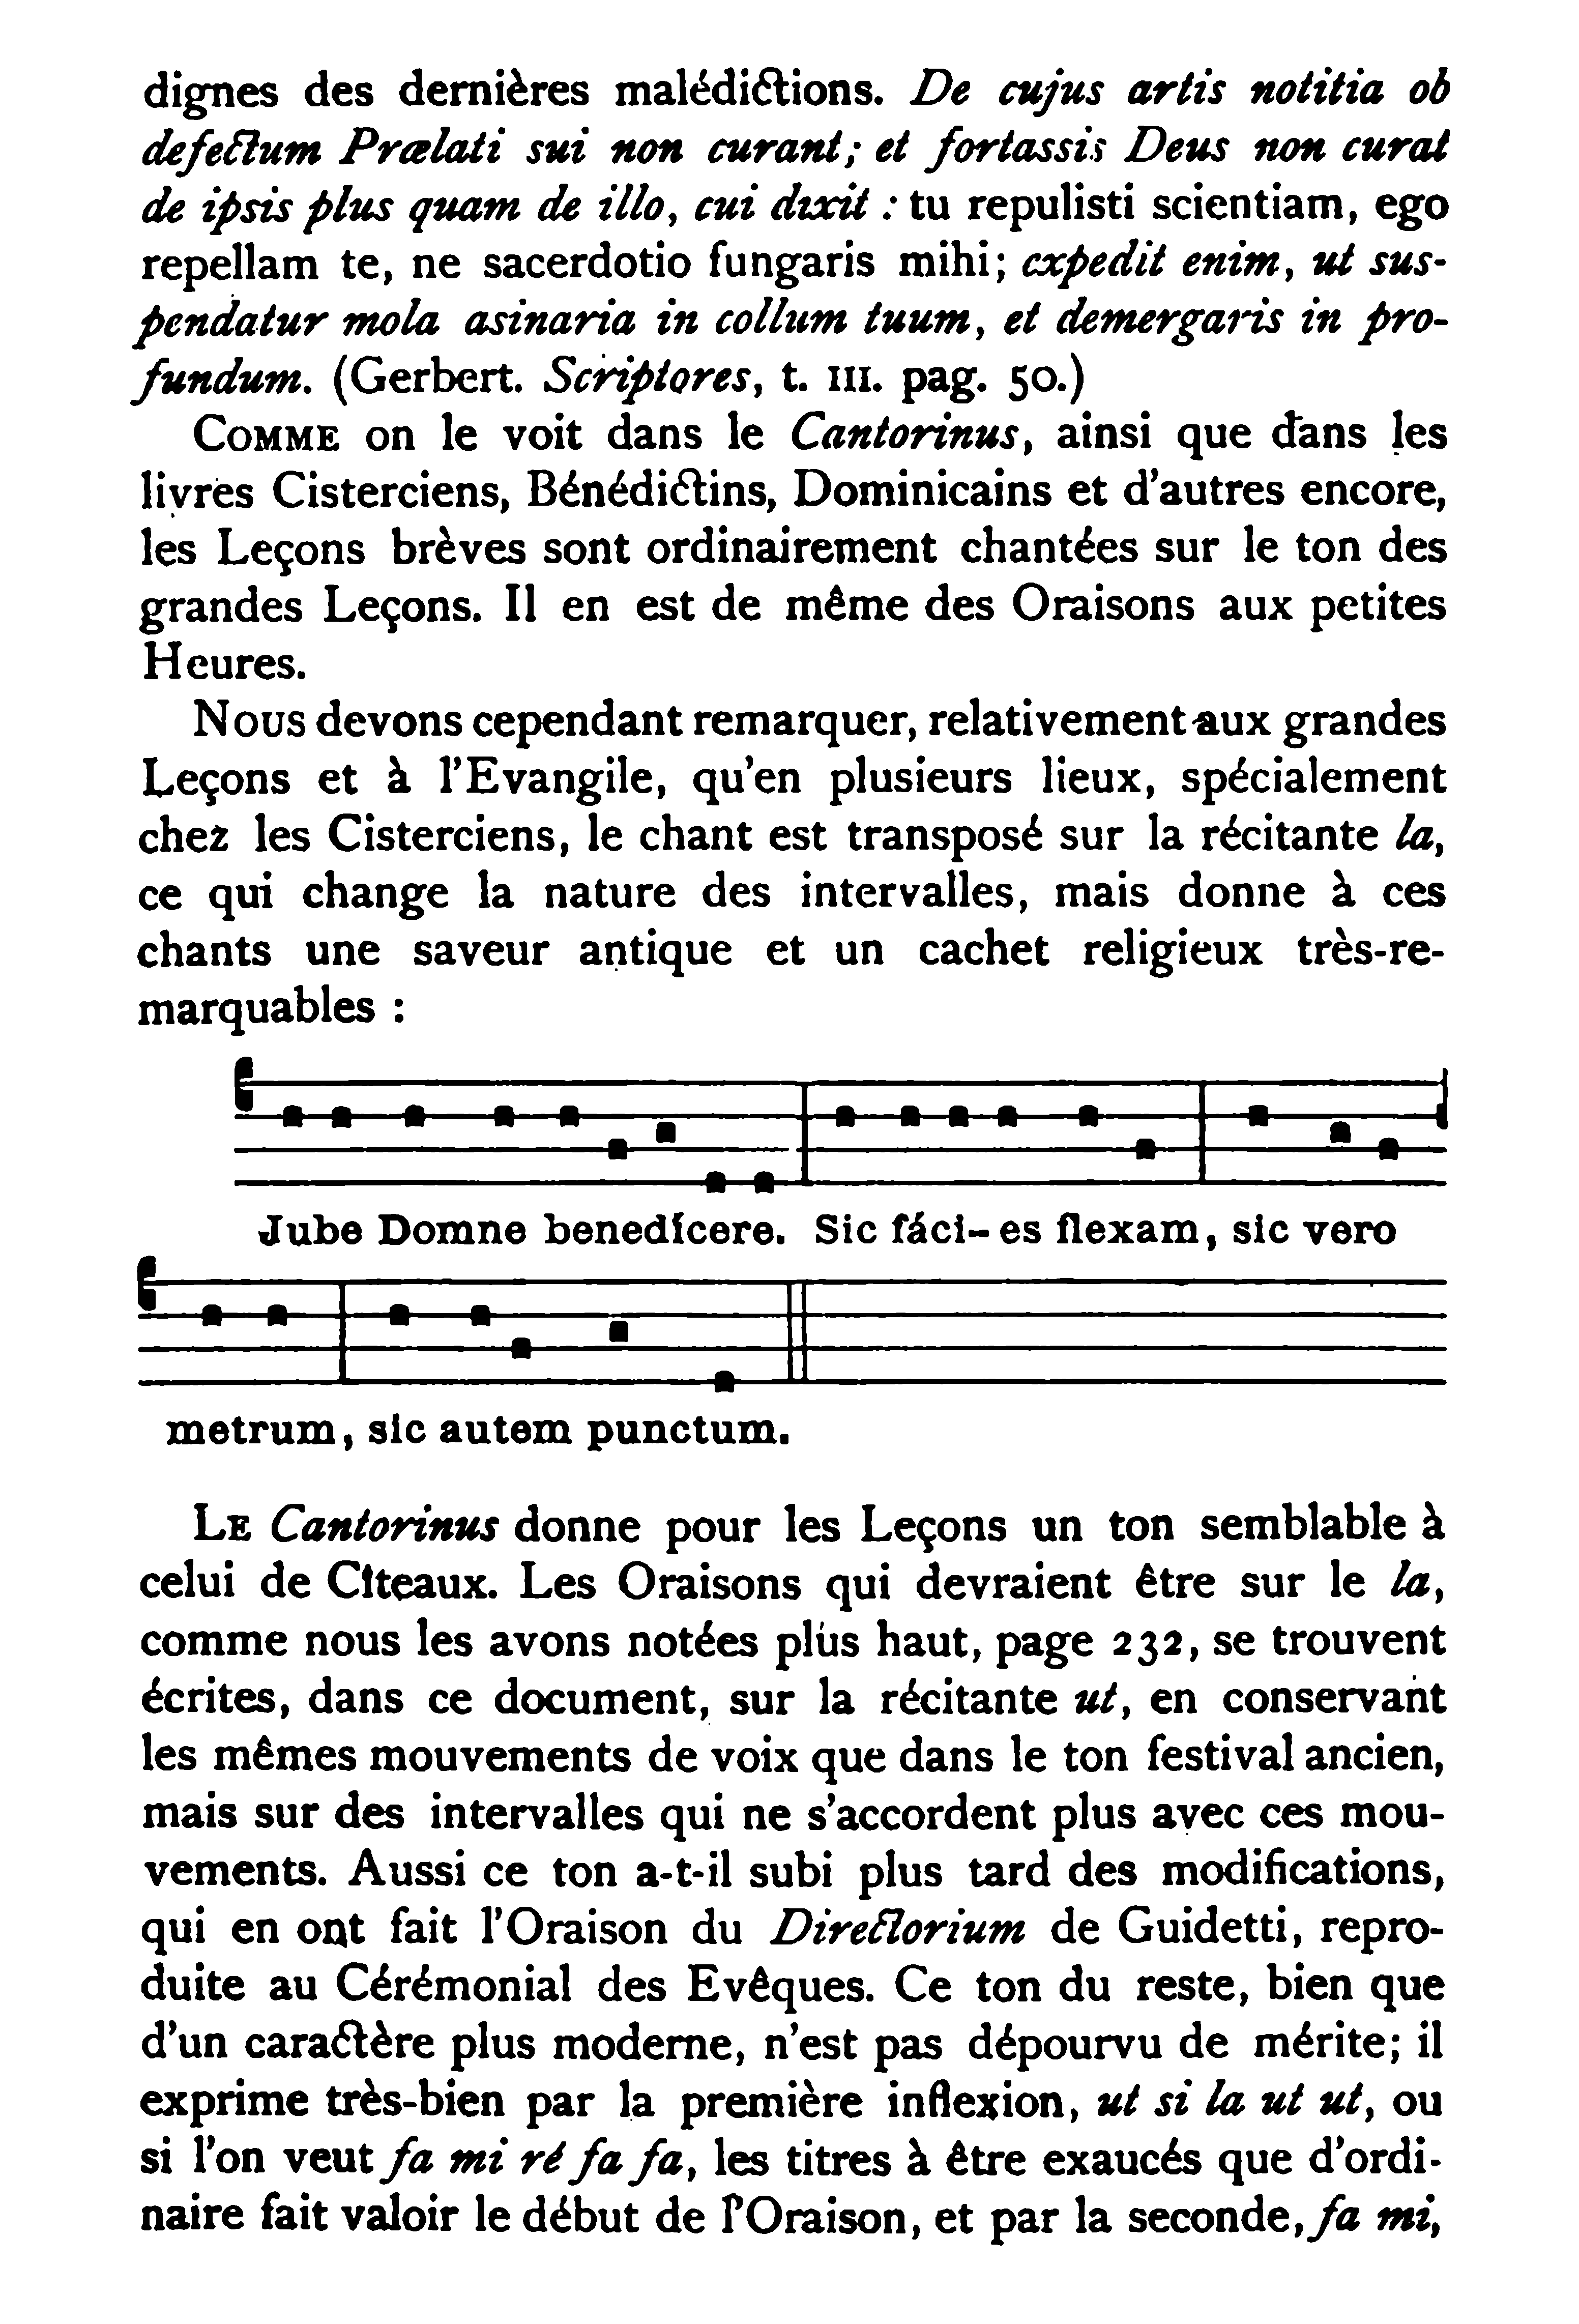 dignes des dernières malédictions. De cujus artis notitia ob
defectum Prælati sui non curant; et fortassis Deus non curat
de ipsis plus quam de illo, cui dixit : tu repulisti scientiam, ego
repellam te, ne sacerdotio fungaris mihi; expedit enim, ut sus-
pendatur mola asinaria in collum tuum, et demergaris in pro-
fundum. (Gerbert. Scriptores, t. III. pag. 50.)
COMME on le voit dans le Cantorinus, ainsi que dans les
livres Cisterciens, Bénédictins, Dominicains et d'autres encore,
les Leçons brèves sont ordinairement chantées sur le ton des
grandes Leçons. Il en est de même des Oraisons aux petites
Heures.
NOUS devons cependant remarquer, relativement aux grandes
Leçons et à l'Evangile, qu'en plusieurs lieux, spécialement
chez les Cisterciens, le chant est transposé sur la récitante la,
ce qui change la nature des intervalles, mais donne à ces
chants une saveur antique et un cachet religieux très-re-
marquables :
Jube Domne benedícere. Sic fáci- es flexam, sic vero
metrum, sic autem punctum.
LE Cantorinus donne pour les Leçons un ton semblable à
celui de Cîteaux. Les Oraisons qui devraient être sur le la,
comme nous les avons notées plus haut, page 232, se trouvent
écrites, dans ce document, sur la récitante ut, en conservant
les mêmes mouvements de voix que dans le ton festival ancien,
mais sur des intervalles qui ne s'accordent plus avec ces mou-
vements. Aussi ce ton a-t-il subi plus tard des modifications,
qui en ont fait l'Oraison du Directorium de Guidetti, repro-
duite au Cérémonial des Evêques. Ce ton du reste, bien que
d'un caractère plus moderne, n'est pas dépourvu de mérite; il
exprime très-bien par la première inflexion, ut si la ut ut, ou
si l'on veut fa mi ré fa fa, les titres à être exaucés que d'ordi-
naire fait valoir le début de l'Oraison, et par la seconde, fa mi,